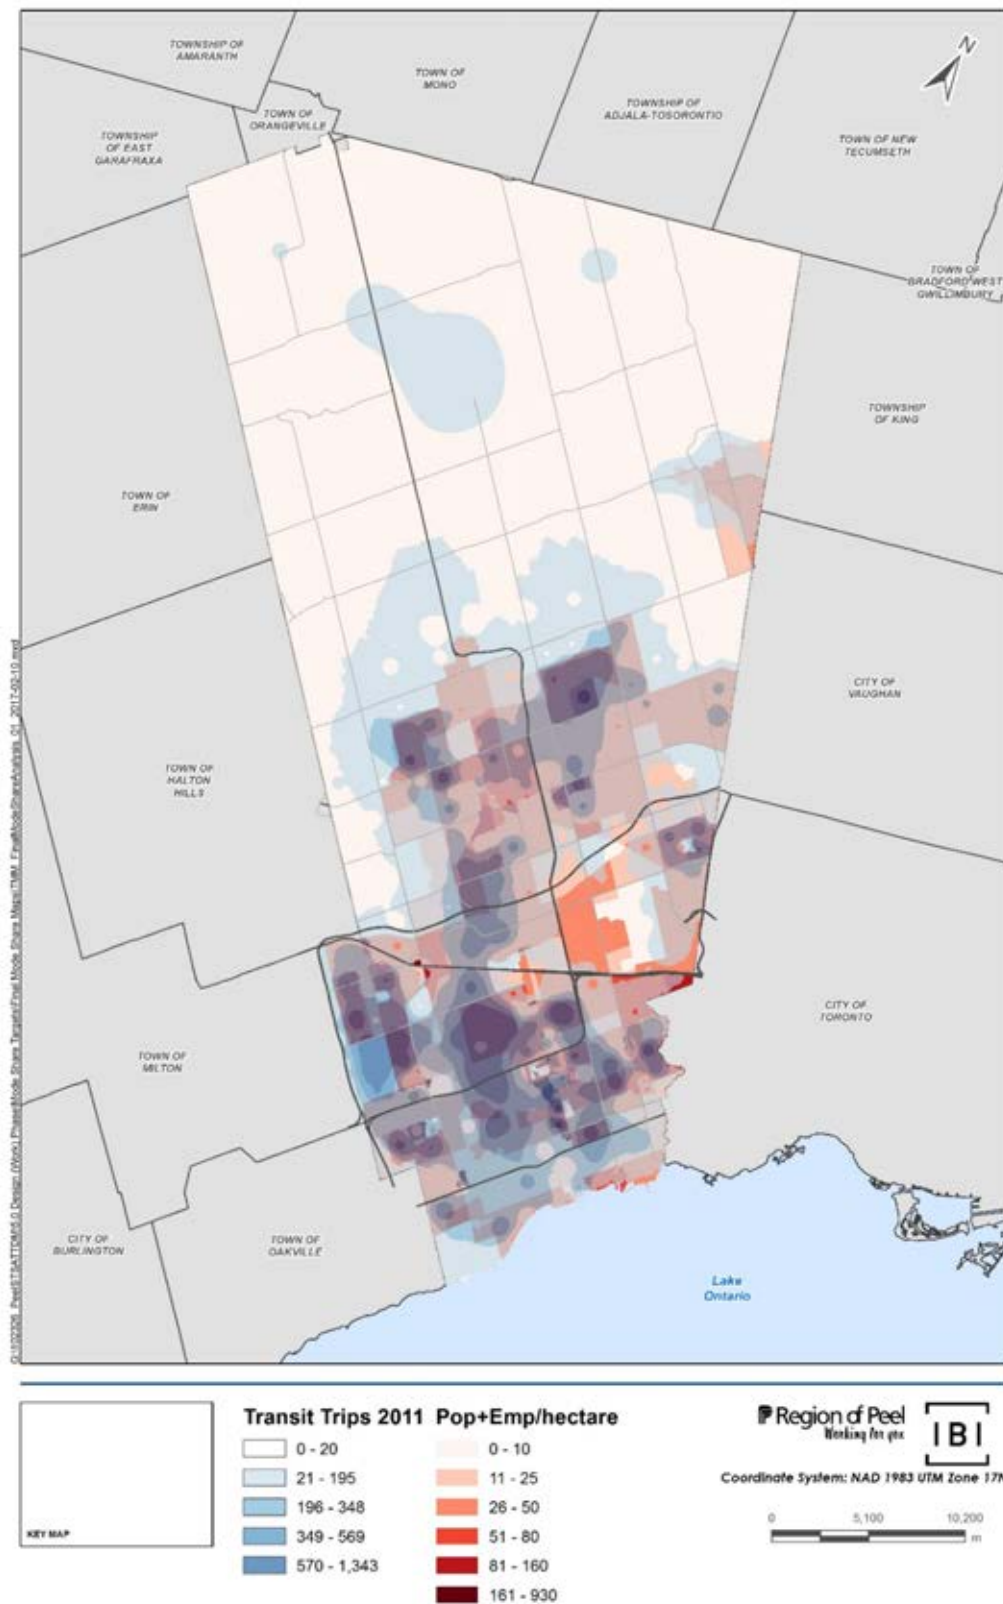 TOWNSHIP OF
AMARANTH
TOWN OF
MONO
TOWN OF
ORANGEVILLE
TOWNSHIP OF
ADJALA-TOSORONTIO
N
TOWNSHIP
OF EAST
GARAFRAXA
TOWN OF NEW
TECUMSETH
TOWN OF
BRADFORD WEST
GWILLIMBURY
TOWNSHIP
OF KING
TOWN OF
ERIN
CITY OF
VAUGHAN
TOWN OF
HALTON
HILLS
CITY OF
TORONTO
TOWN OF
MILTON
CITY OF
BURLINGTON
TOWN OF
OAKVILLE
Lake
Ontario
KEY MAP
Transit Trips 2011
0 - 20
21 - 195
196 - 348
349 - 569
570 - 1,343
Pop+Emp/hectare
0 - 10
11 - 25
26 - 50
51 - 80
81 - 160
161 - 930
Region of Peel
Working for you
IBI
Coordinate System: NAD 1983 UTM Zone 17N
0 5,100 10,200
m